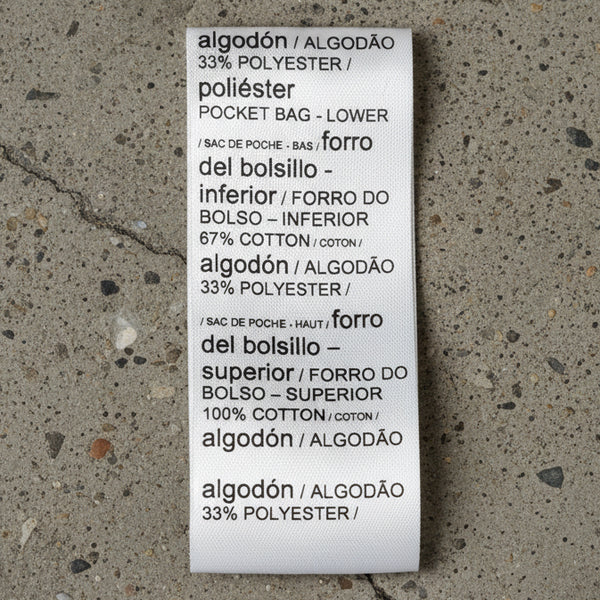 algodón / ALGODÃO
33% POLYESTER /
poliéster
POCKET BAG - LOWER
/ SAC DE POCHE - BAS / forro
del bolsillo -
inferior / FORRO DO
BOLSO – INFERIOR
67% COTTON / COTON /
algodón / ALGODÃO
33% POLYESTER /
/ SAC DE POCHE - HAUT / forro
del bolsillo –
superior / FORRO DO
BOLSO – SUPERIOR
100% COTTON / COTON /
algodón / ALGODÃO
algodón / ALGODÃO
33% POLYESTER /